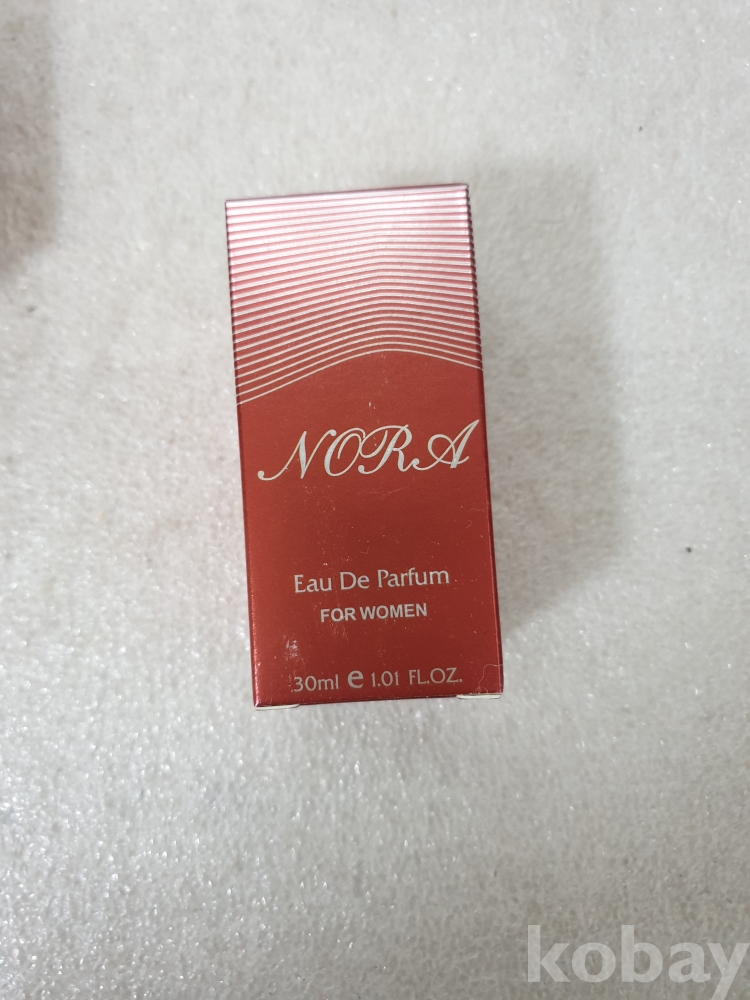 NORA
Eau De Parfum
FOR WOMEN
30ml e 1.01 FL.OZ.
kobay